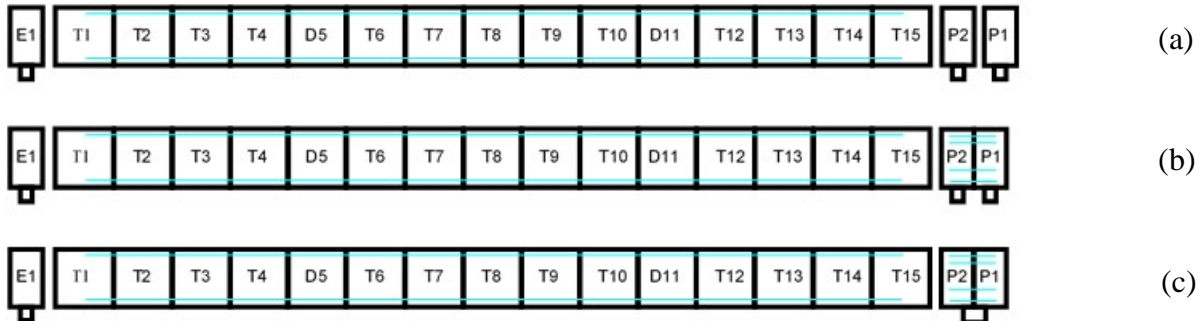 E1 T1 T2 T3 T4 D5 T6 T7 T8 T9 T10 D11 T12 T13 T14 T15 P2 P1 (a)
E1 T1 T2 T3 T4 D5 T6 T7 T8 T9 T10 D11 T12 T13 T14 T15 P2 P1 (b)
E1 T1 T2 T3 T4 D5 T6 T7 T8 T9 T10 D11 T12 T13 T14 T15 P2 P1 (c)